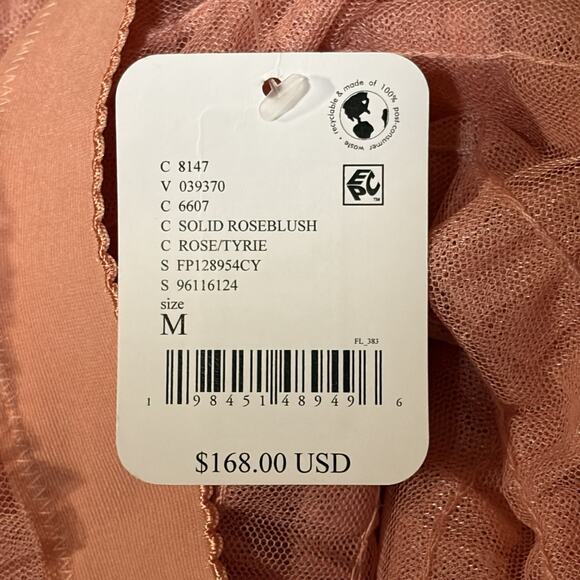 recyclable & made of 100% post-consumer waste •
C 8147
V 039370
C 6607
C SOLID ROSEBLUSH
C ROSE/TYRIE
S FP128954CY
S 96116124
size
M
EPC™
FL_383
1 98451 48949 6
$168.00 USD